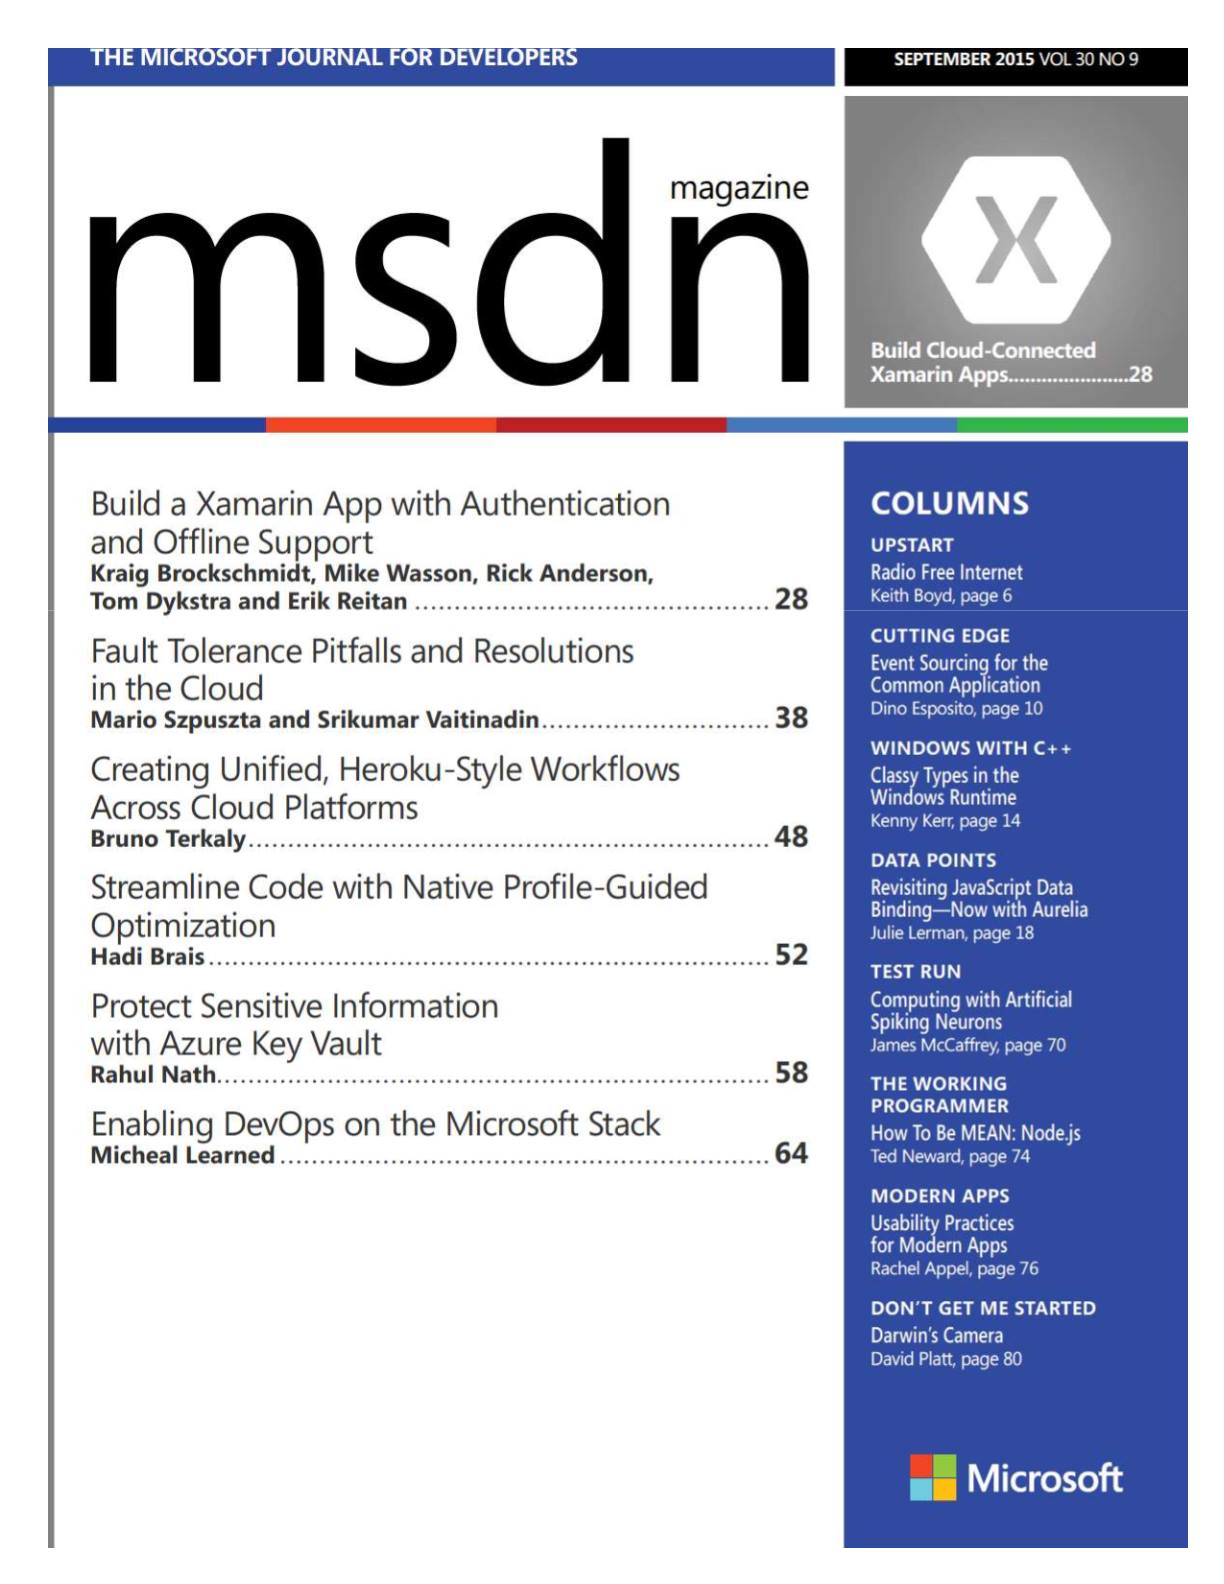 THE MICROSOFT JOURNAL FOR DEVELOPERS
SEPTEMBER 2015 VOL 30 NO 9
msdn
magazine
X
Build Cloud-Connected
Xamarin Apps......................28
Build a Xamarin App with Authentication
and Offline Support
Kraig Brockschmidt, Mike Wasson, Rick Anderson,
Tom Dykstra and Erik Reitan ............................................ 28
Fault Tolerance Pitfalls and Resolutions
in the Cloud
Mario Szpuszta and Srikumar Vaitinadin............................ 38
Creating Unified, Heroku-Style Workflows
Across Cloud Platforms
Bruno Terkaly................................................................. 48
Streamline Code with Native Profile-Guided
Optimization
Hadi Brais...................................................................... 52
Protect Sensitive Information
with Azure Key Vault
Rahul Nath..................................................................... 58
Enabling DevOps on the Microsoft Stack
Micheal Learned............................................................. 64
COLUMNS
UPSTART
Radio Free Internet
Keith Boyd, page 6
CUTTING EDGE
Event Sourcing for the
Common Application
Dino Esposito, page 10
WINDOWS WITH C++
Classy Types in the
Windows Runtime
Kenny Kerr, page 14
DATA POINTS
Revisiting JavaScript Data
Binding—Now with Aurelia
Julie Lerman, page 18
TEST RUN
Computing with Artificial
Spiking Neurons
James McCaffrey, page 70
THE WORKING
PROGRAMMER
How To Be MEAN: Node.js
Ted Neward, page 74
MODERN APPS
Usability Practices
for Modern Apps
Rachel Appel, page 76
DON'T GET ME STARTED
Darwin's Camera
David Platt, page 80
Microsoft